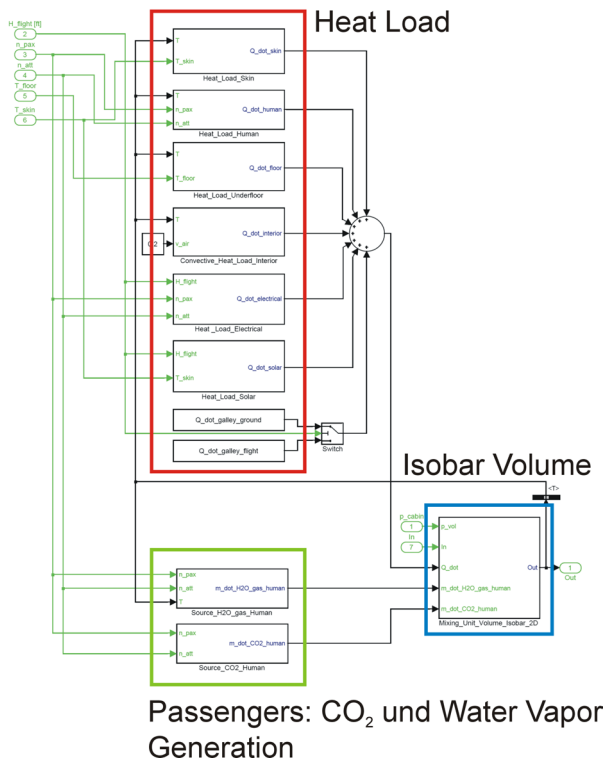 Heat Load
H_flight [ft]
2
n_pax
3
n_att
4
T_floor
5
T_skin
6
T
T_skin
Q_dot_skin
Heat_Load_Skin
T
n_pax
n_att
Q_dot_human
Heat_Load_Human
T
T_floor
Q_dot_floor
Heat_Load_Underfloor
T
v_air
Q_dot_interior
Convective_Heat_Load_Interior
H_flight
n_pax
n_att
Q_dot_electrical
Heat _Load_Electrical
H_flight
T_skin
Q_dot_solar
Heat_Load_Solar
Q_dot_galley_ground
Q_dot_galley_flight
Switch
Isobar Volume
<T>
p_cabin
1
In
7
p_vol
In
Q_dot
m_dot_H2O_gas_human
m_dot_CO2_human
Out
Mixing_Unit_Volume_Isobar_2D
1
Out
n_pax
n_att
T
m_dot_H2O_gas_human
Source_H2O_gas_Human
n_pax
n_att
m_dot_CO2_human
Source_CO2_Human
Passengers: CO₂ und Water Vapor
Generation